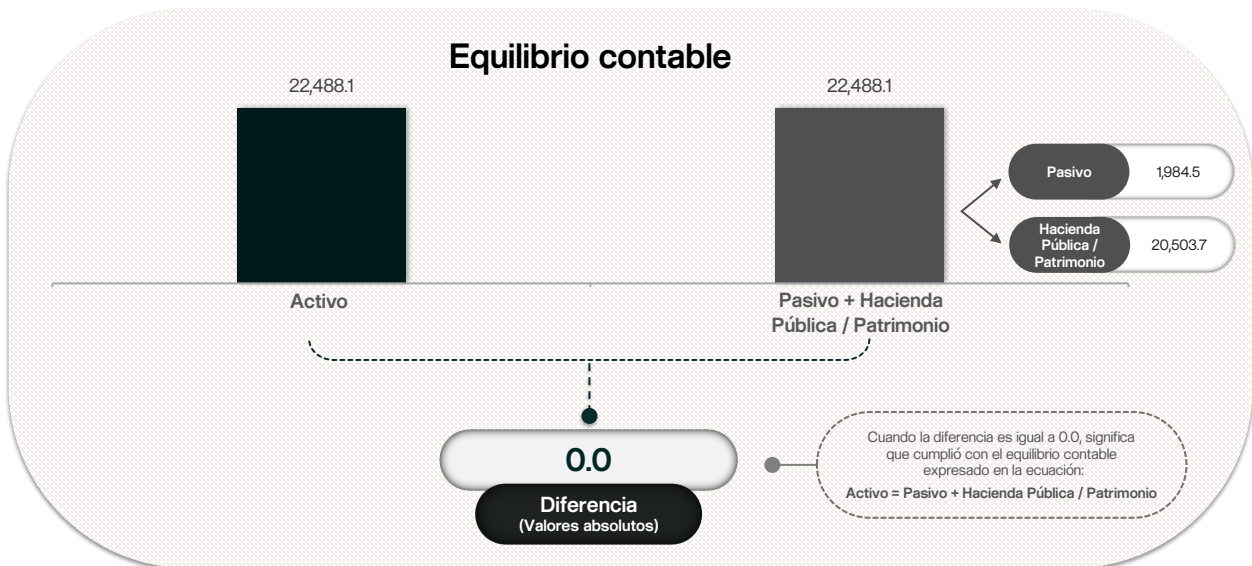 Equilibrio contable
22,488.1
22,488.1
Pasivo
1,984.5
Hacienda
Pública /
Patrimonio
20,503.7
Activo
Pasivo + Hacienda
Pública / Patrimonio
0.0
Diferencia
(Valores absolutos)
Cuando la diferencia es igual a 0.0, significa
que cumplió con el equilibrio contable
expresado en la ecuación:
Activo = Pasivo + Hacienda Pública / Patrimonio